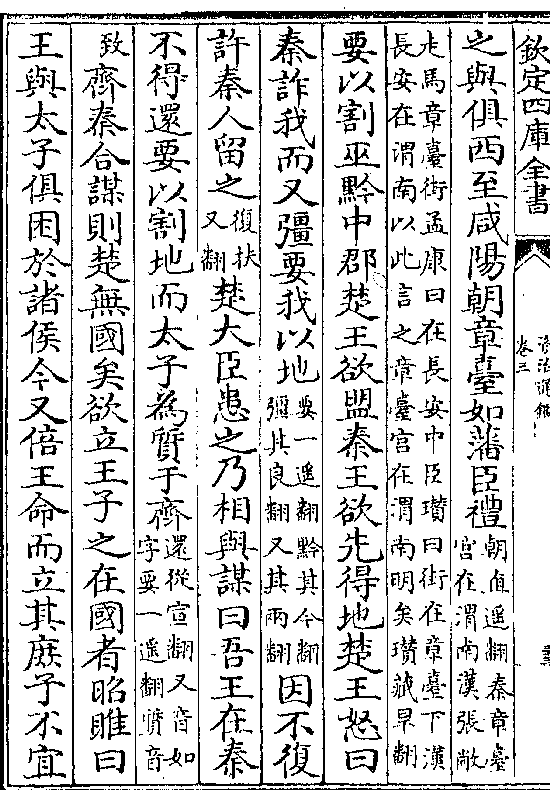 欽定四庫全書
資治通鑑
卷三
之與俱西至咸陽朝章臺如藩臣禮朝直遥翻秦章臺
宮在渭南漢張敞
走馬章臺街孟康曰在長安中臣瓚曰街在章臺下漢
長安在渭南以此言之章臺宮在渭南明矣瓚藏旱翻
要以割巫黔中郡楚王欲盟秦王欲先得地楚王怒曰
秦詐我而又彊要我以地要一遥翻黔其今翻
彊其良翻又其兩翻因不復
許秦人留之復扶
又翻楚大臣患之乃相與謀曰吾王在秦
不得還要以割地而太子為質于齊還從宣翻又音如
字要一遥翻質音
致齊秦合謀則楚無國矣欲立王子之在國者昭睢曰
王與太子俱困於諸侯今又倍王命而立其庶子不宜